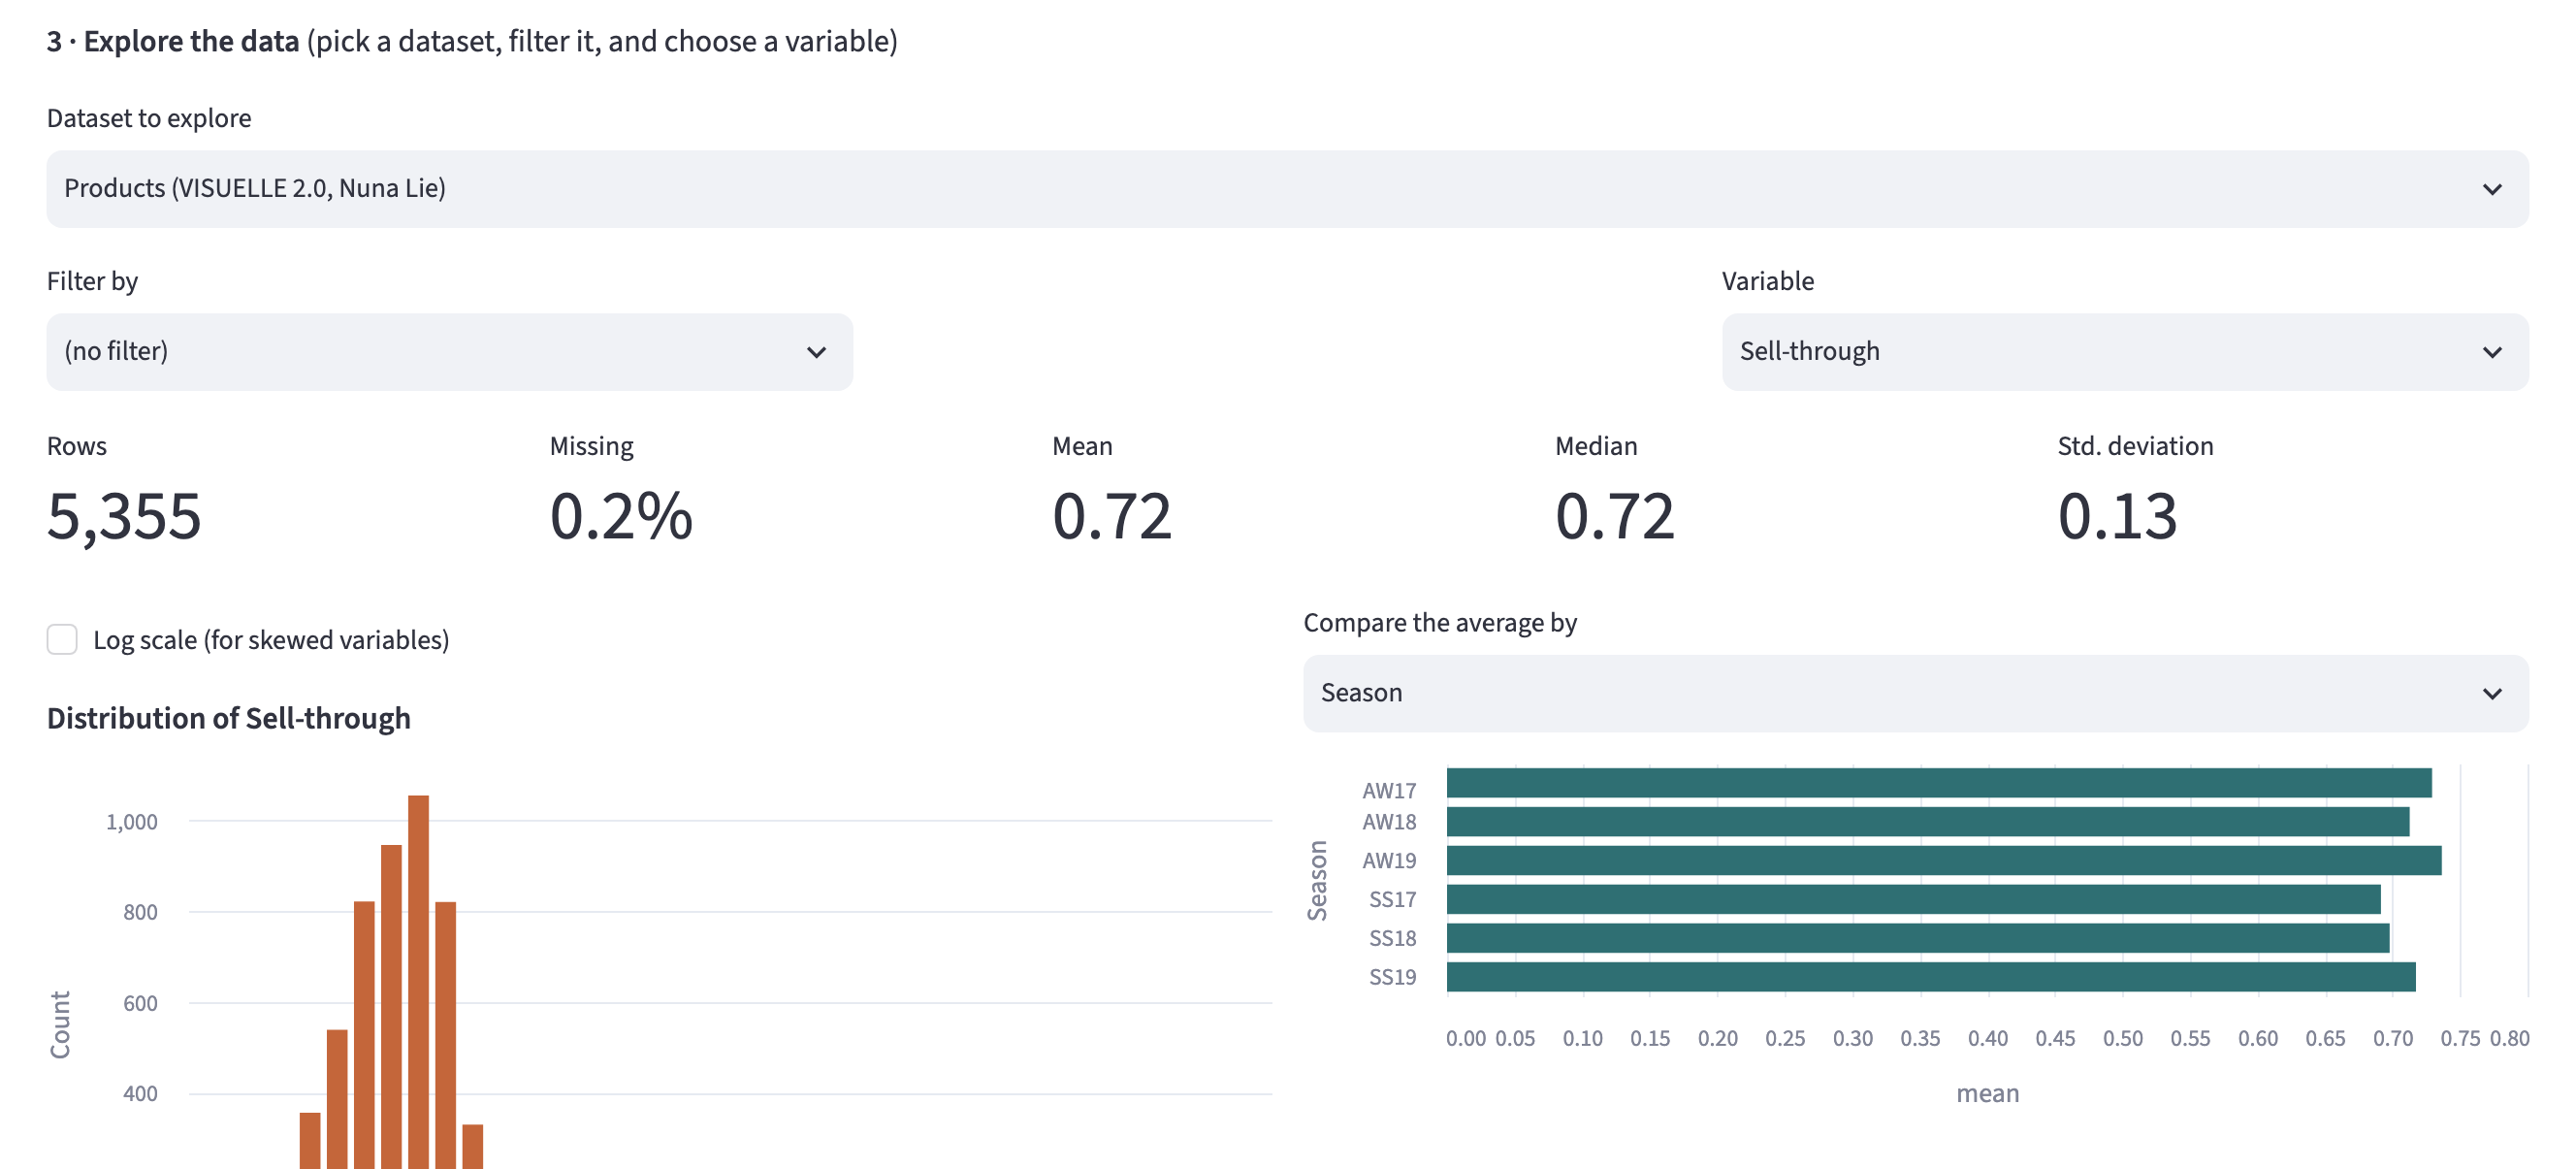 3 · Explore the data (pick a dataset, filter it, and choose a variable)
Dataset to explore
Products (VISUELLE 2.0, Nuna Lie)
Filter by
Variable
(no filter)
Sell-through
Rows
Missing
Mean
Median
Std. deviation
5,355
0.2%
0.72
0.72
0.13
Log scale (for skewed variables)
Compare the average by
Season
Distribution of Sell-through
1,000
800
600
400
Count
AW17
AW18
AW19
SS17
SS18
SS19
Season
0.00 0.05 0.10 0.15 0.20 0.25 0.30 0.35 0.40 0.45 0.50 0.55 0.60 0.65 0.70 0.75 0.80
mean